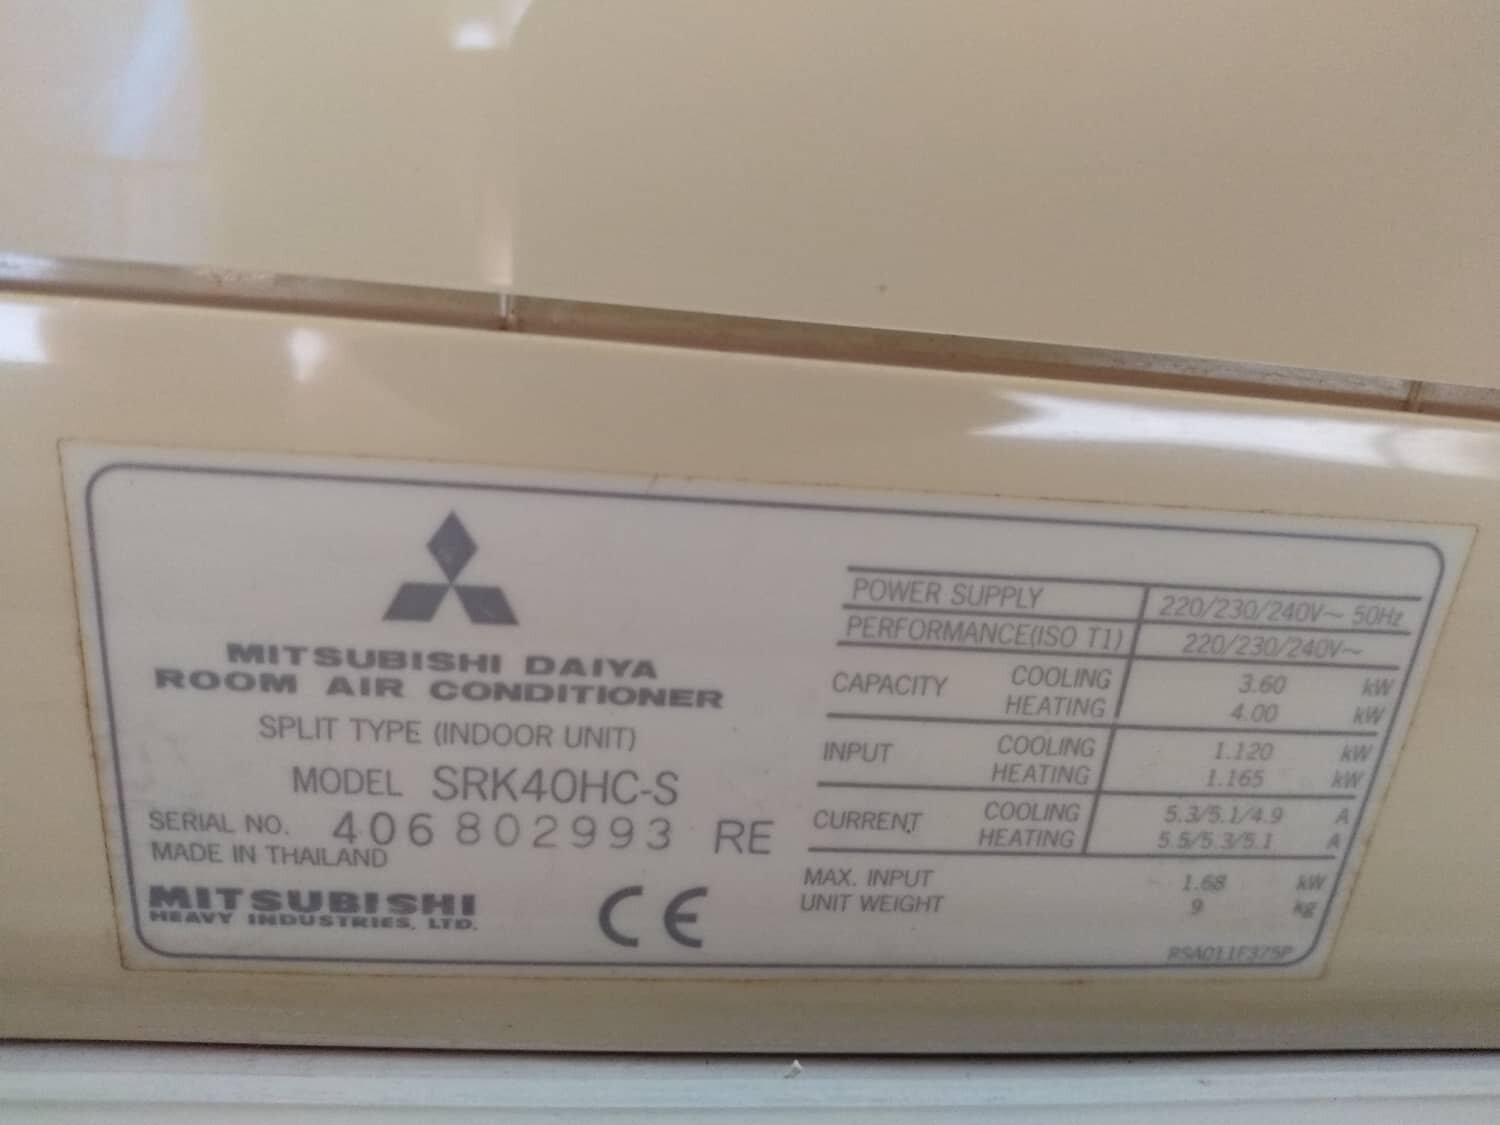 MITSUBISHI DAIYA
ROOM AIR CONDITIONER
SPLIT TYPE (INDOOR UNIT)
MODEL SRK40HC-S
SERIAL NO. 406802993 RE
MADE IN THAILAND
MITSUBISHI
HEAVY INDUSTRIES, LTD.
CE
POWER SUPPLY 220/230/240V~ 50Hz
PERFORMANCE(ISO T1) 220/230/240V~
CAPACITY COOLING 3.60 kW
HEATING 4.00 kW
INPUT COOLING 1.120 kW
HEATING 1.165 kW
CURRENT COOLING 5.3/5.1/4.9 A
HEATING 5.5/5.3/5.1 A
MAX. INPUT 1.68 kW
UNIT WEIGHT 9 kg
RSA011F375P